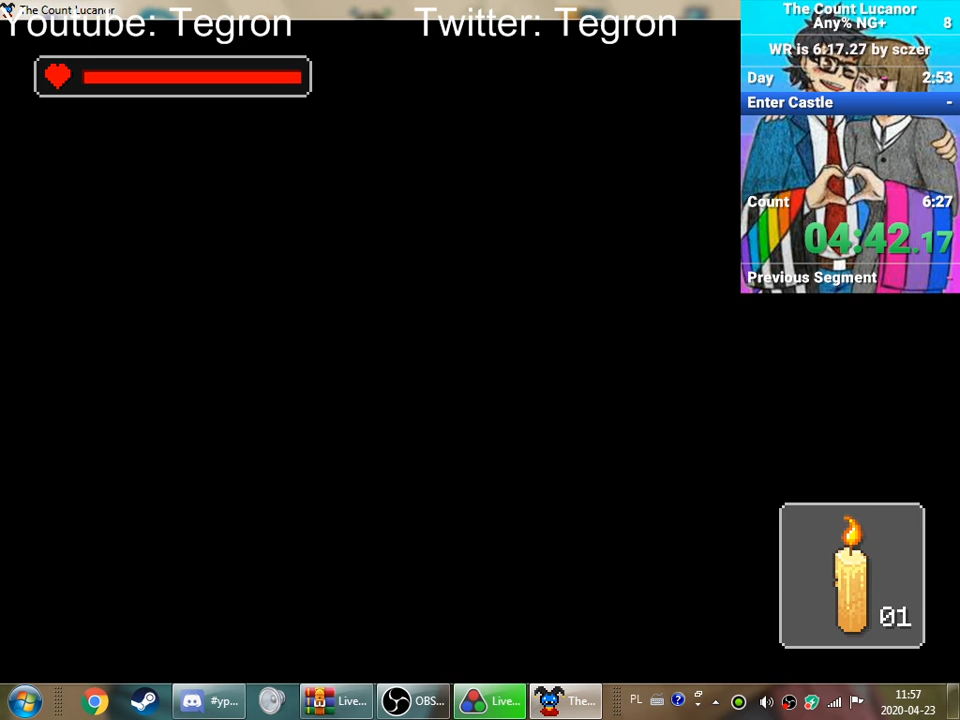 The Count Lucanor
Youtube: Tegron
Twitter: Tegron
The Count Lucanor
Any% NG+ 8
WR is 6.17.27 by sczer
Day 2:53
Enter Castle -
Count 6:27
04:42.17
Previous Segment -
01
#yp...
Live...
OBS...
Live...
The...
PL
11:57
2020-04-23